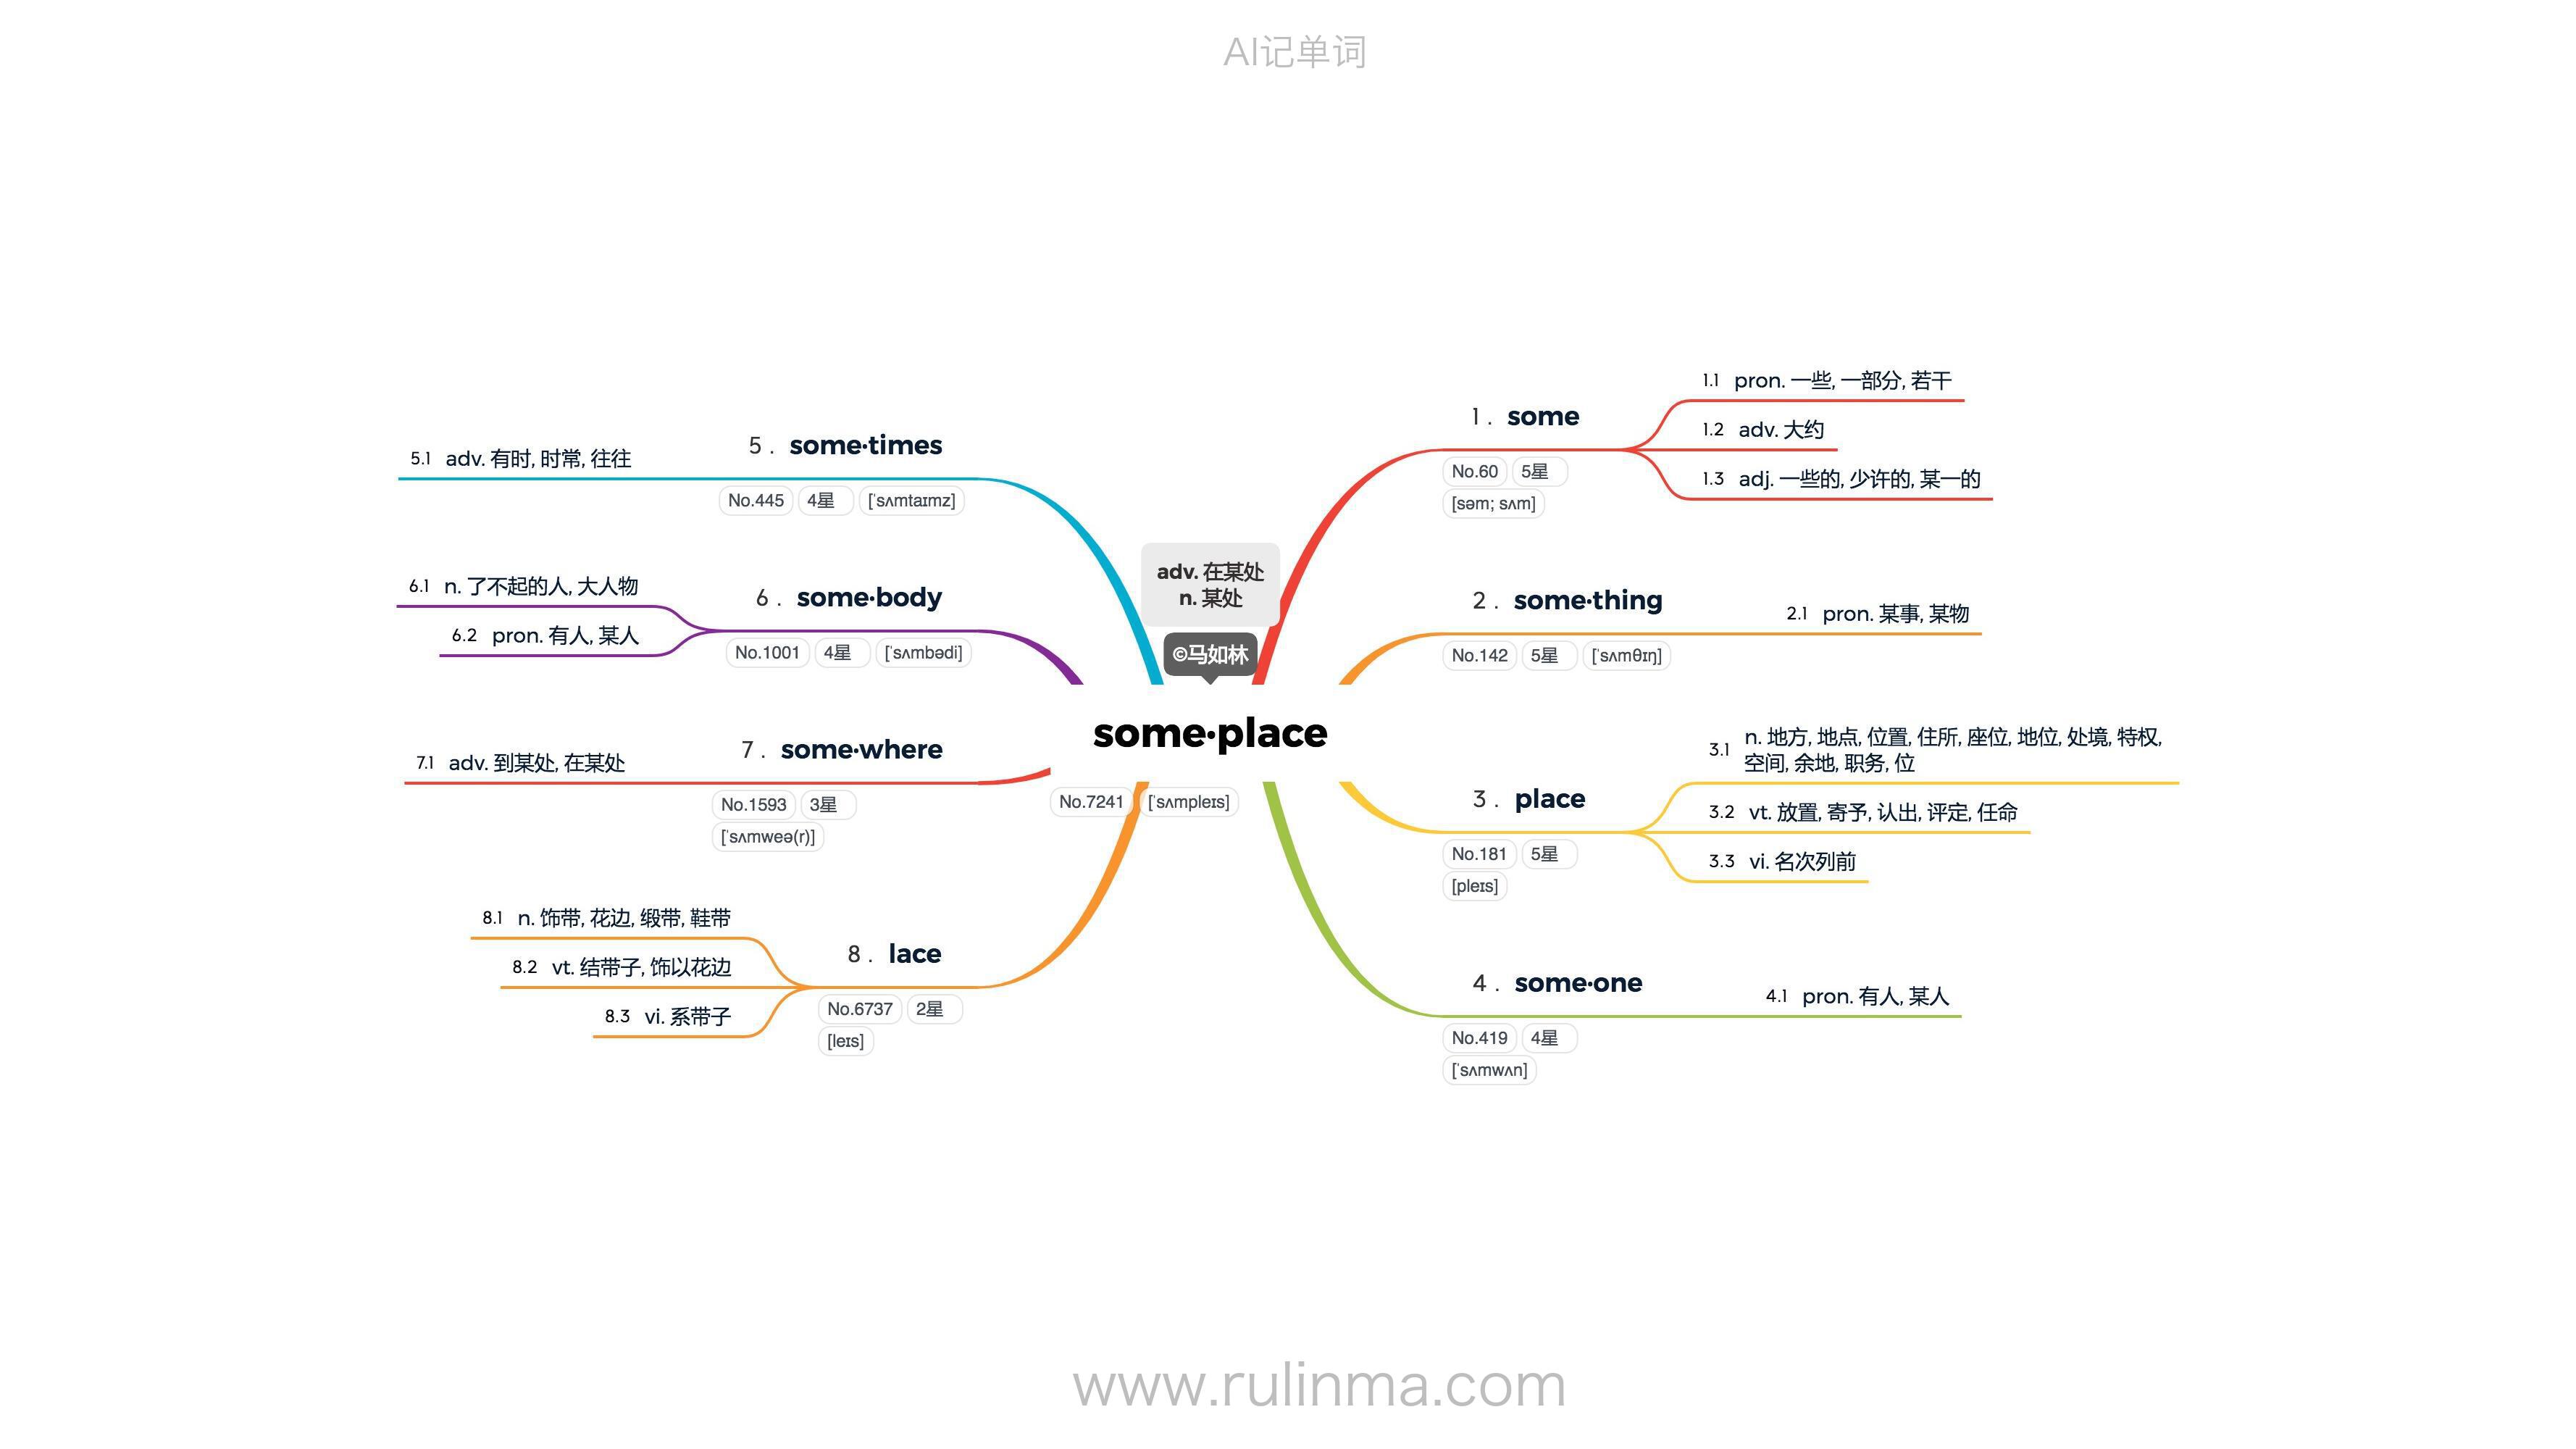 AI记单词
adv. 在某处
n. 某处
©马如林
some·place
No.7241 [ˈsʌmpleɪs]
1 . some
No.60 5星
[səm; sʌm]
1.1 pron. 一些, 一部分, 若干
1.2 adv. 大约
1.3 adj. 一些的, 少许的, 某一的
2 . some·thing
No.142 5星 [ˈsʌmθɪŋ]
2.1 pron. 某事, 某物
3 . place
No.181 5星
[pleɪs]
3.1 n. 地方, 地点, 位置, 住所, 座位, 地位, 处境, 特权,
空间, 余地, 职务, 位
3.2 vt. 放置, 寄予, 认出, 评定, 任命
3.3 vi. 名次列前
4 . some·one
No.419 4星
[ˈsʌmwʌn]
4.1 pron. 有人, 某人
5 . some·times
No.445 4星 [ˈsʌmtaɪmz]
5.1 adv. 有时, 时常, 往往
6 . some·body
No.1001 4星 [ˈsʌmbədi]
6.1 n. 了不起的人, 大人物
6.2 pron. 有人, 某人
7 . some·where
No.1593 3星
[ˈsʌmweə(r)]
7.1 adv. 到某处, 在某处
8 . lace
No.6737 2星
[leɪs]
8.1 n. 饰带, 花边, 缎带, 鞋带
8.2 vt. 结带子, 饰以花边
8.3 vi. 系带子
www.rulinma.com